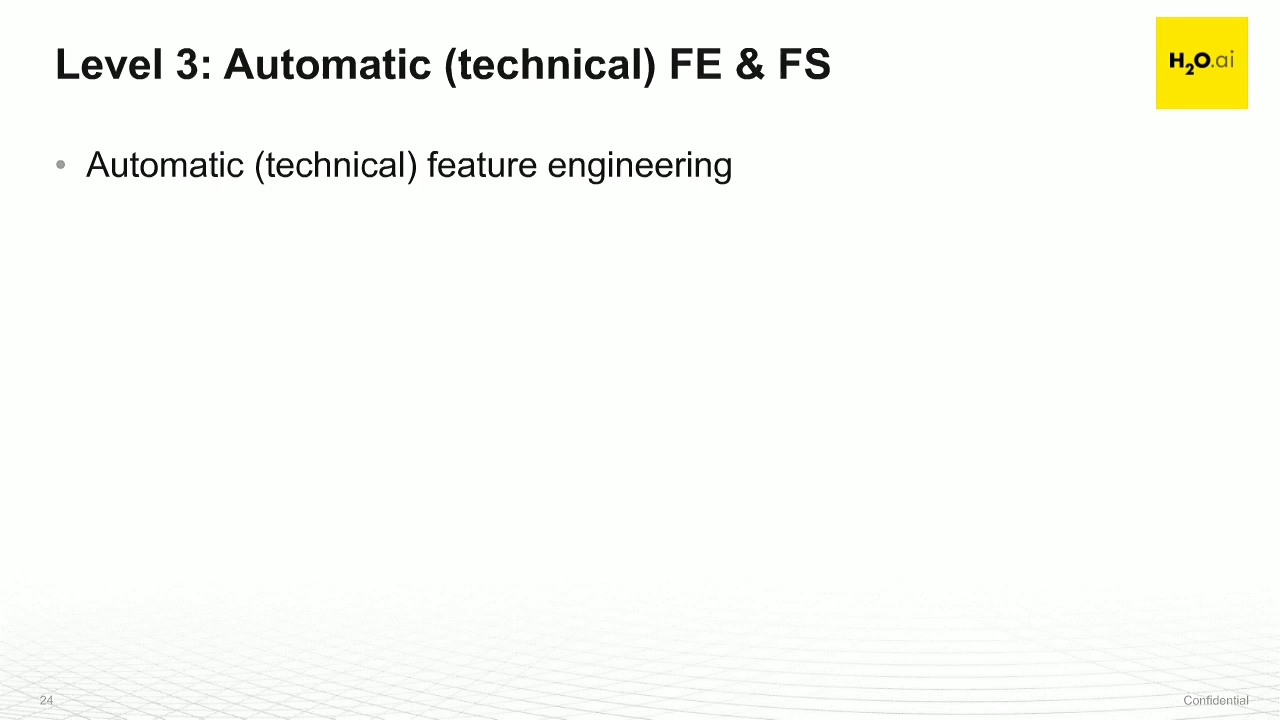 Level 3: Automatic (technical) FE & FS
H2O.ai
• Automatic (technical) feature engineering
24
Confidential